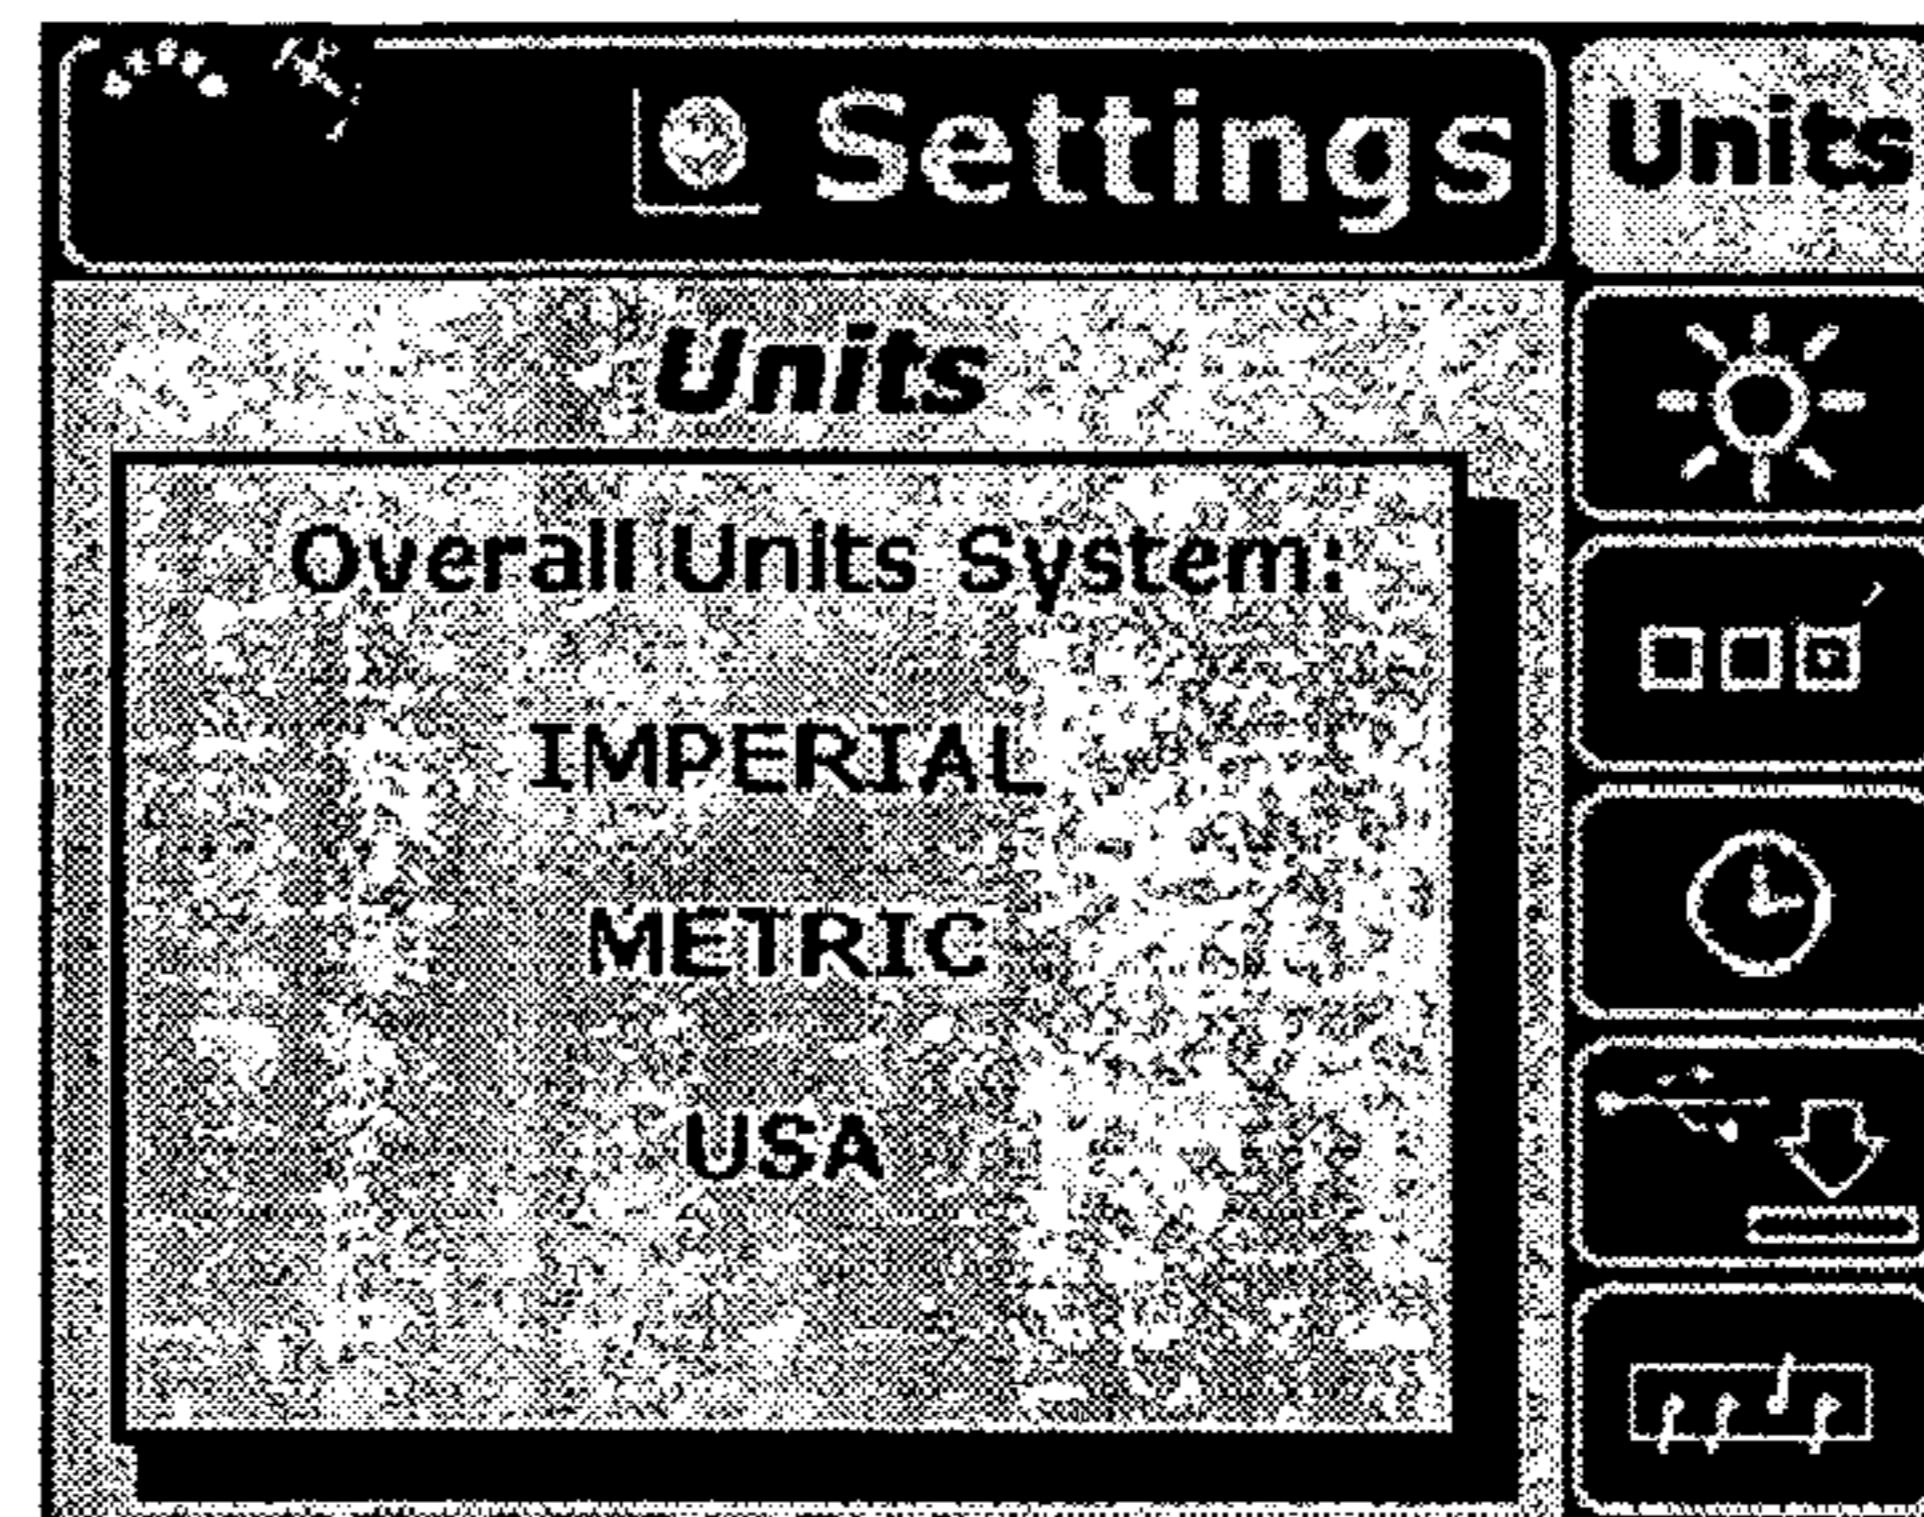 Settings
Units
Units
Overall Units System:
IMPERIAL
METRIC
USA